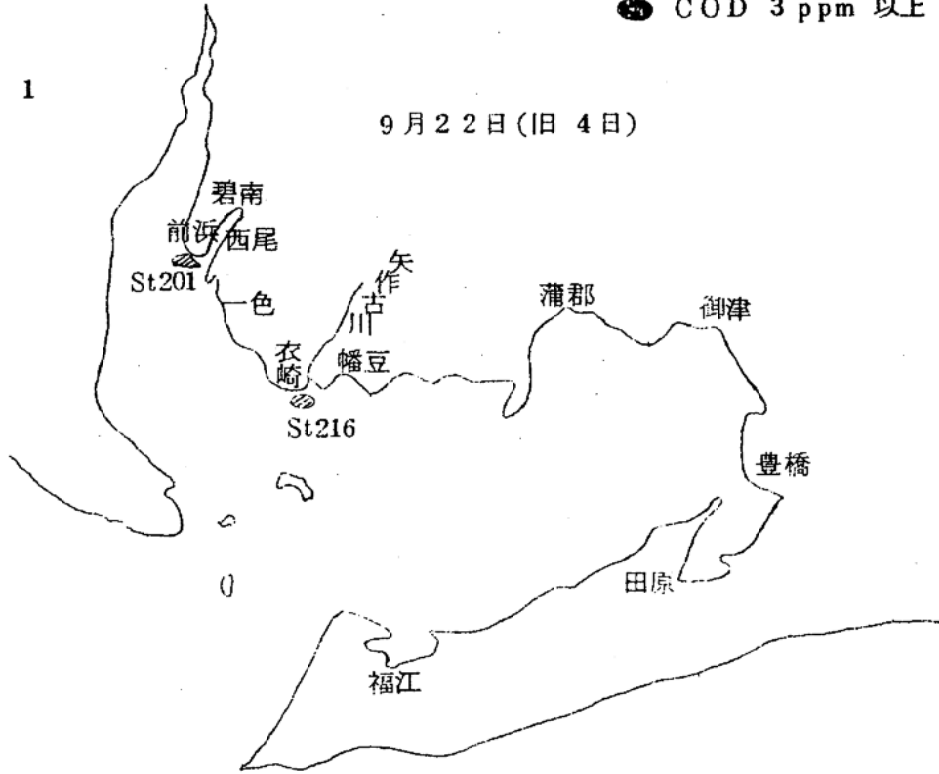 COD 3ppm 以上
1
9月22日(旧 4日)
碧南
前浜
西尾
St201
一色
矢作古川
衣崎
幡豆
St216
蒲郡
御津
豊橋
田原
福江